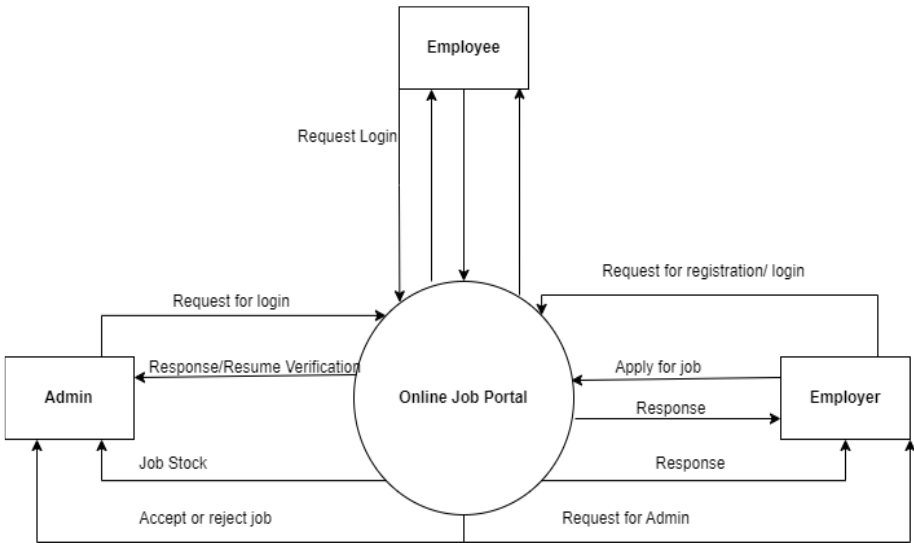 Employee
Request Login
Request for registration/ login
Request for login
Response/Resume Verification
Apply for job
Admin
Online Job Portal
Employer
Response
Job Stock
Response
Accept or reject job
Request for Admin